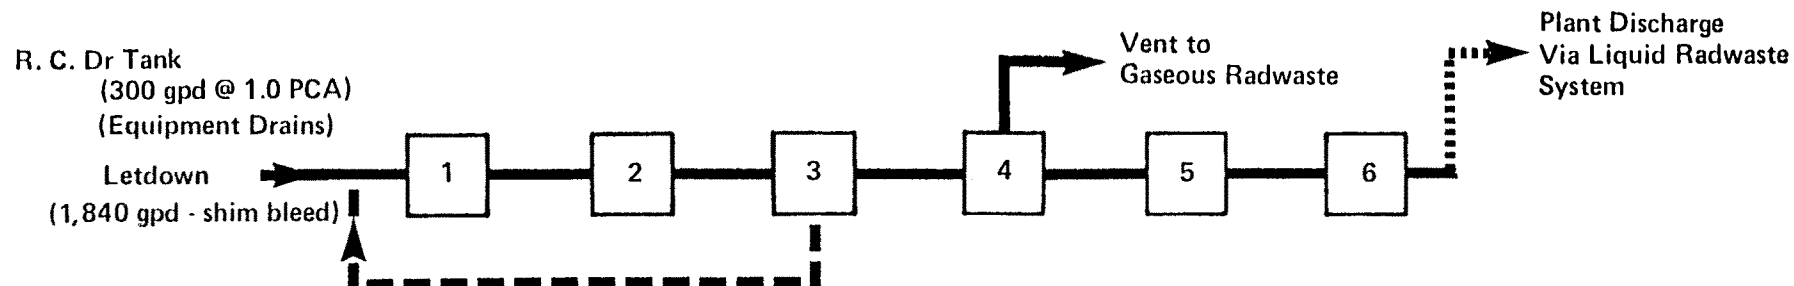 R. C. Dr Tank
(300 gpd @ 1.0 PCA)
(Equipment Drains)
Letdown
(1,840 gpd - shim bleed)
1
2
3
4
5
6
Vent to
Gaseous Radwaste
Plant Discharge
Via Liquid Radwaste
System